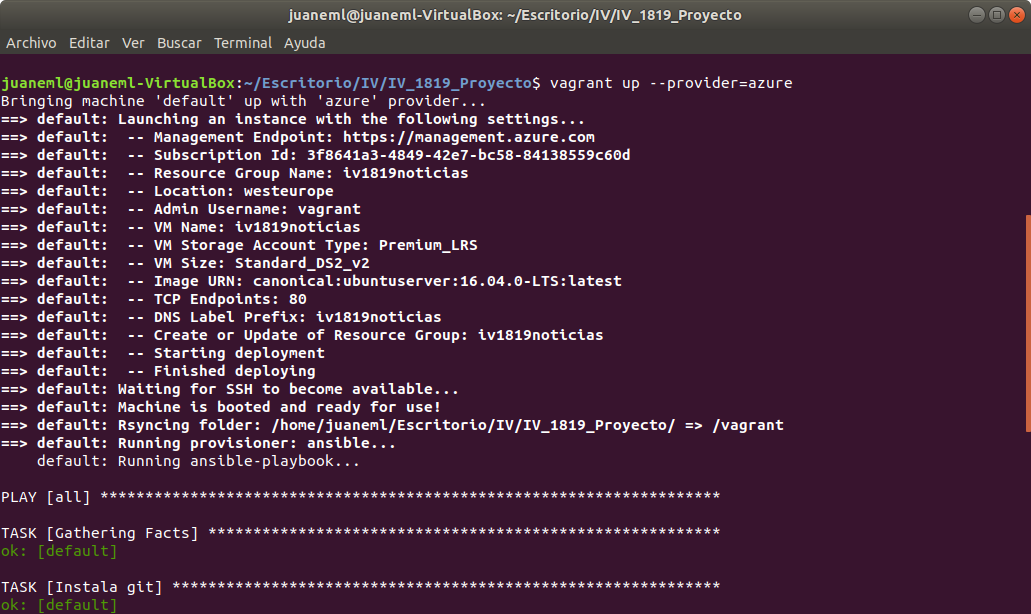 juaneml@juaneml-VirtualBox: ~/Escritorio/IV/IV_1819_Proyecto
Archivo Editar Ver Buscar Terminal Ayuda
juaneml@juaneml-VirtualBox:~/Escritorio/IV/IV_1819_Proyecto$ vagrant up --provider=azure
Bringing machine 'default' up with 'azure' provider...
==> default: Launching an instance with the following settings...
==> default:  -- Management Endpoint: https://management.azure.com
==> default:  -- Subscription Id: 3f8641a3-4849-42e7-bc58-84138559c60d
==> default:  -- Resource Group Name: iv1819noticias
==> default:  -- Location: westeurope
==> default:  -- Admin Username: vagrant
==> default:  -- VM Name: iv1819noticias
==> default:  -- VM Storage Account Type: Premium_LRS
==> default:  -- VM Size: Standard_DS2_v2
==> default:  -- Image URN: canonical:ubuntuserver:16.04.0-LTS:latest
==> default:  -- TCP Endpoints: 80
==> default:  -- DNS Label Prefix: iv1819noticias
==> default:  -- Create or Update of Resource Group: iv1819noticias
==> default:  -- Starting deployment
==> default:  -- Finished deploying
==> default: Waiting for SSH to become available...
==> default: Machine is booted and ready for use!
==> default: Rsyncing folder: /home/juaneml/Escritorio/IV/IV_1819_Proyecto/ => /vagrant
==> default: Running provisioner: ansible...
    default: Running ansible-playbook...
PLAY [all] *********************************************************************
TASK [Gathering Facts] *********************************************************
ok: [default]
TASK [Instala git] *************************************************************
ok: [default]